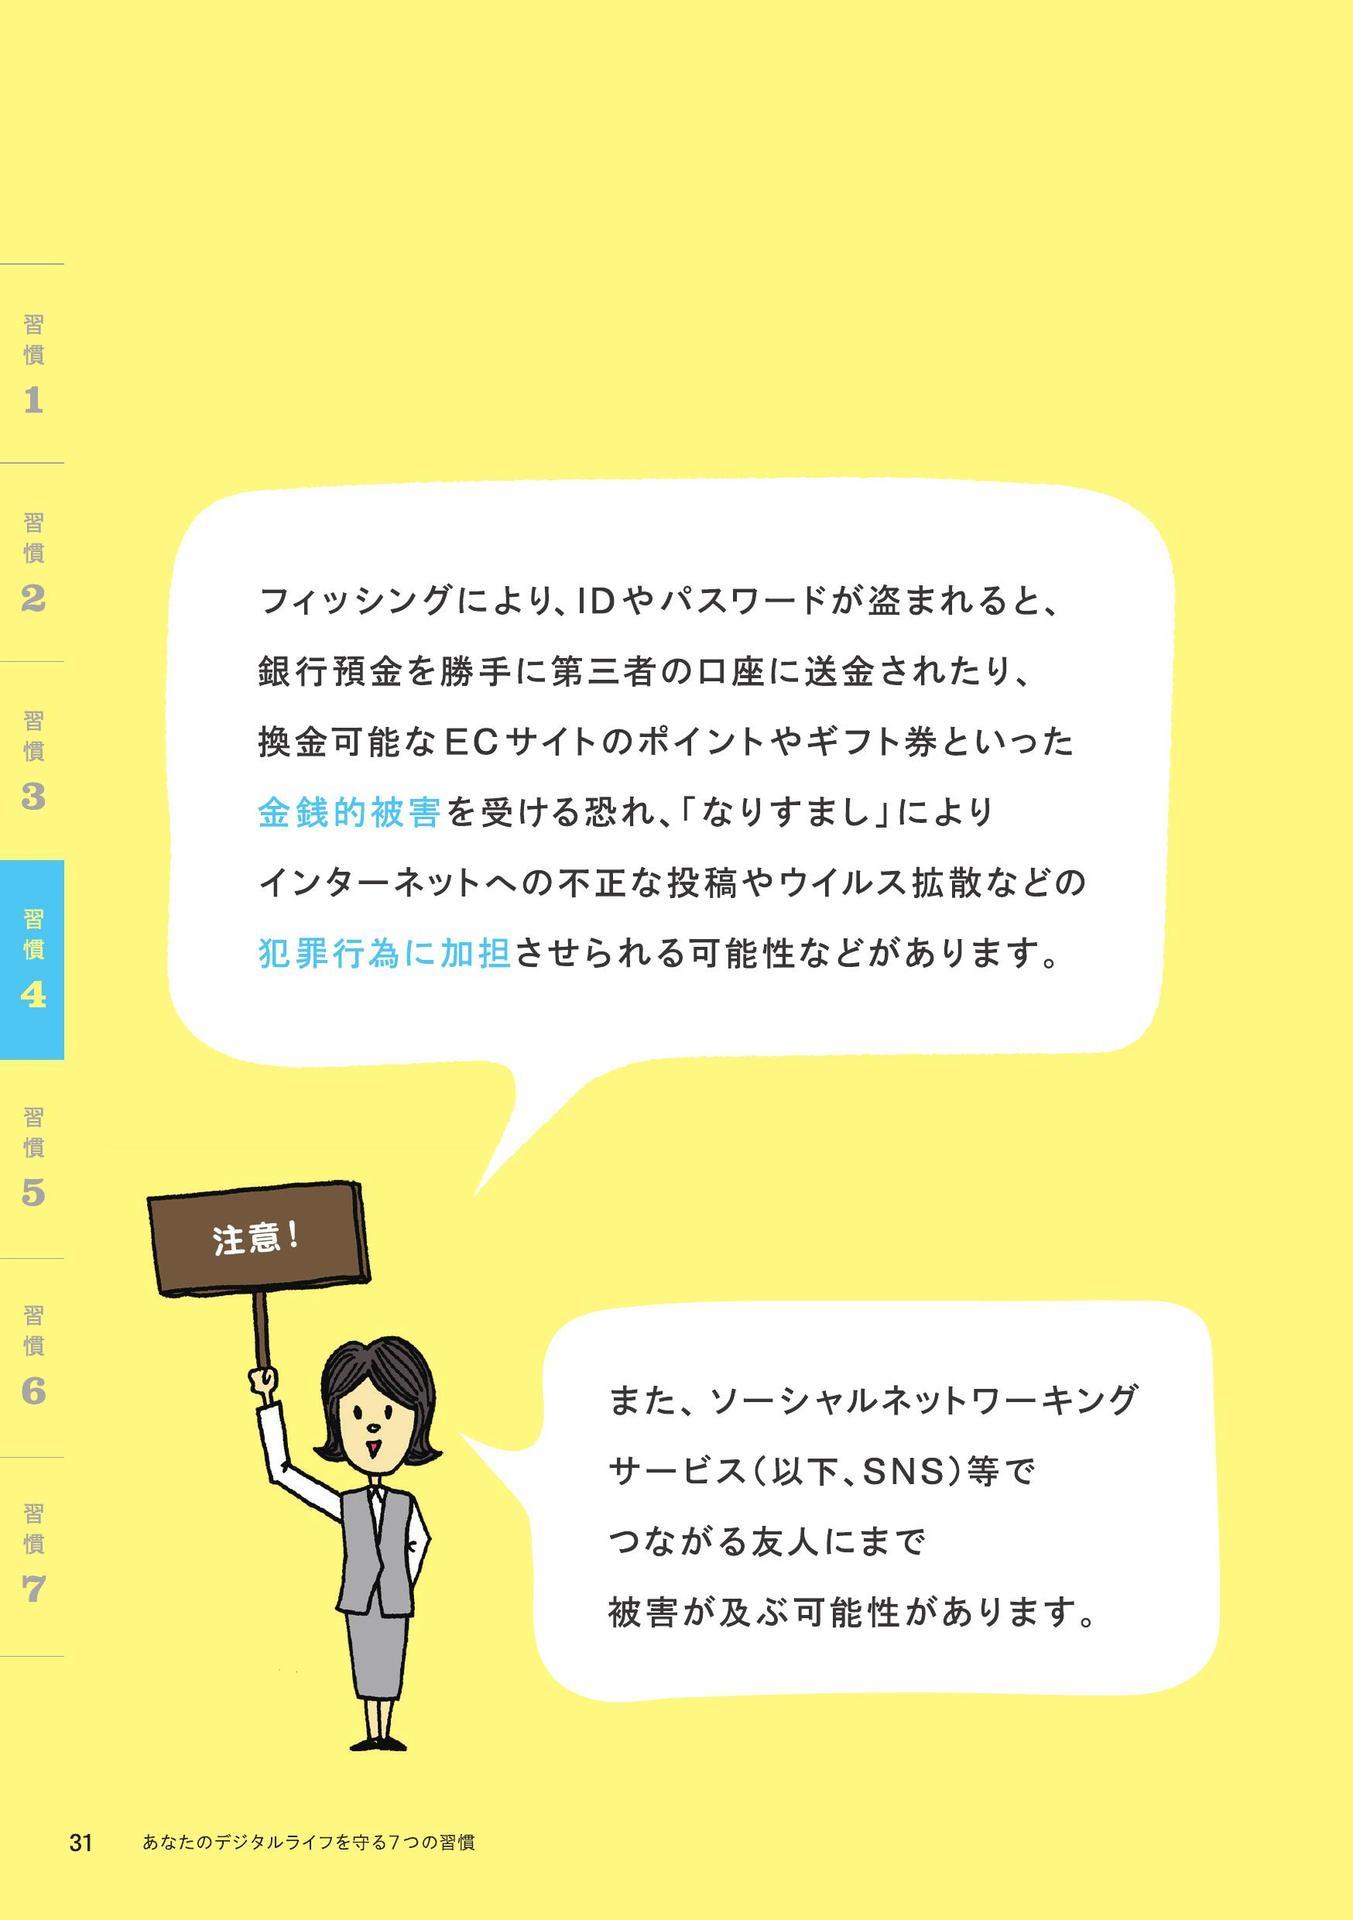 習慣1
習慣2
習慣3
習慣4
習慣5
習慣6
習慣7
フィッシングにより、IDやパスワードが盗まれると、
銀行預金を勝手に第三者の口座に送金されたり、
換金可能なECサイトのポイントやギフト券といった
金銭的被害を受ける恐れ、「なりすまし」により
インターネットへの不正な投稿やウイルス拡散などの
犯罪行為に加担させられる可能性などがあります。
注意！
また、ソーシャルネットワーキング
サービス（以下、SNS）等で
つながる友人にまで
被害が及ぶ可能性があります。
31 あなたのデジタルライフを守る7つの習慣